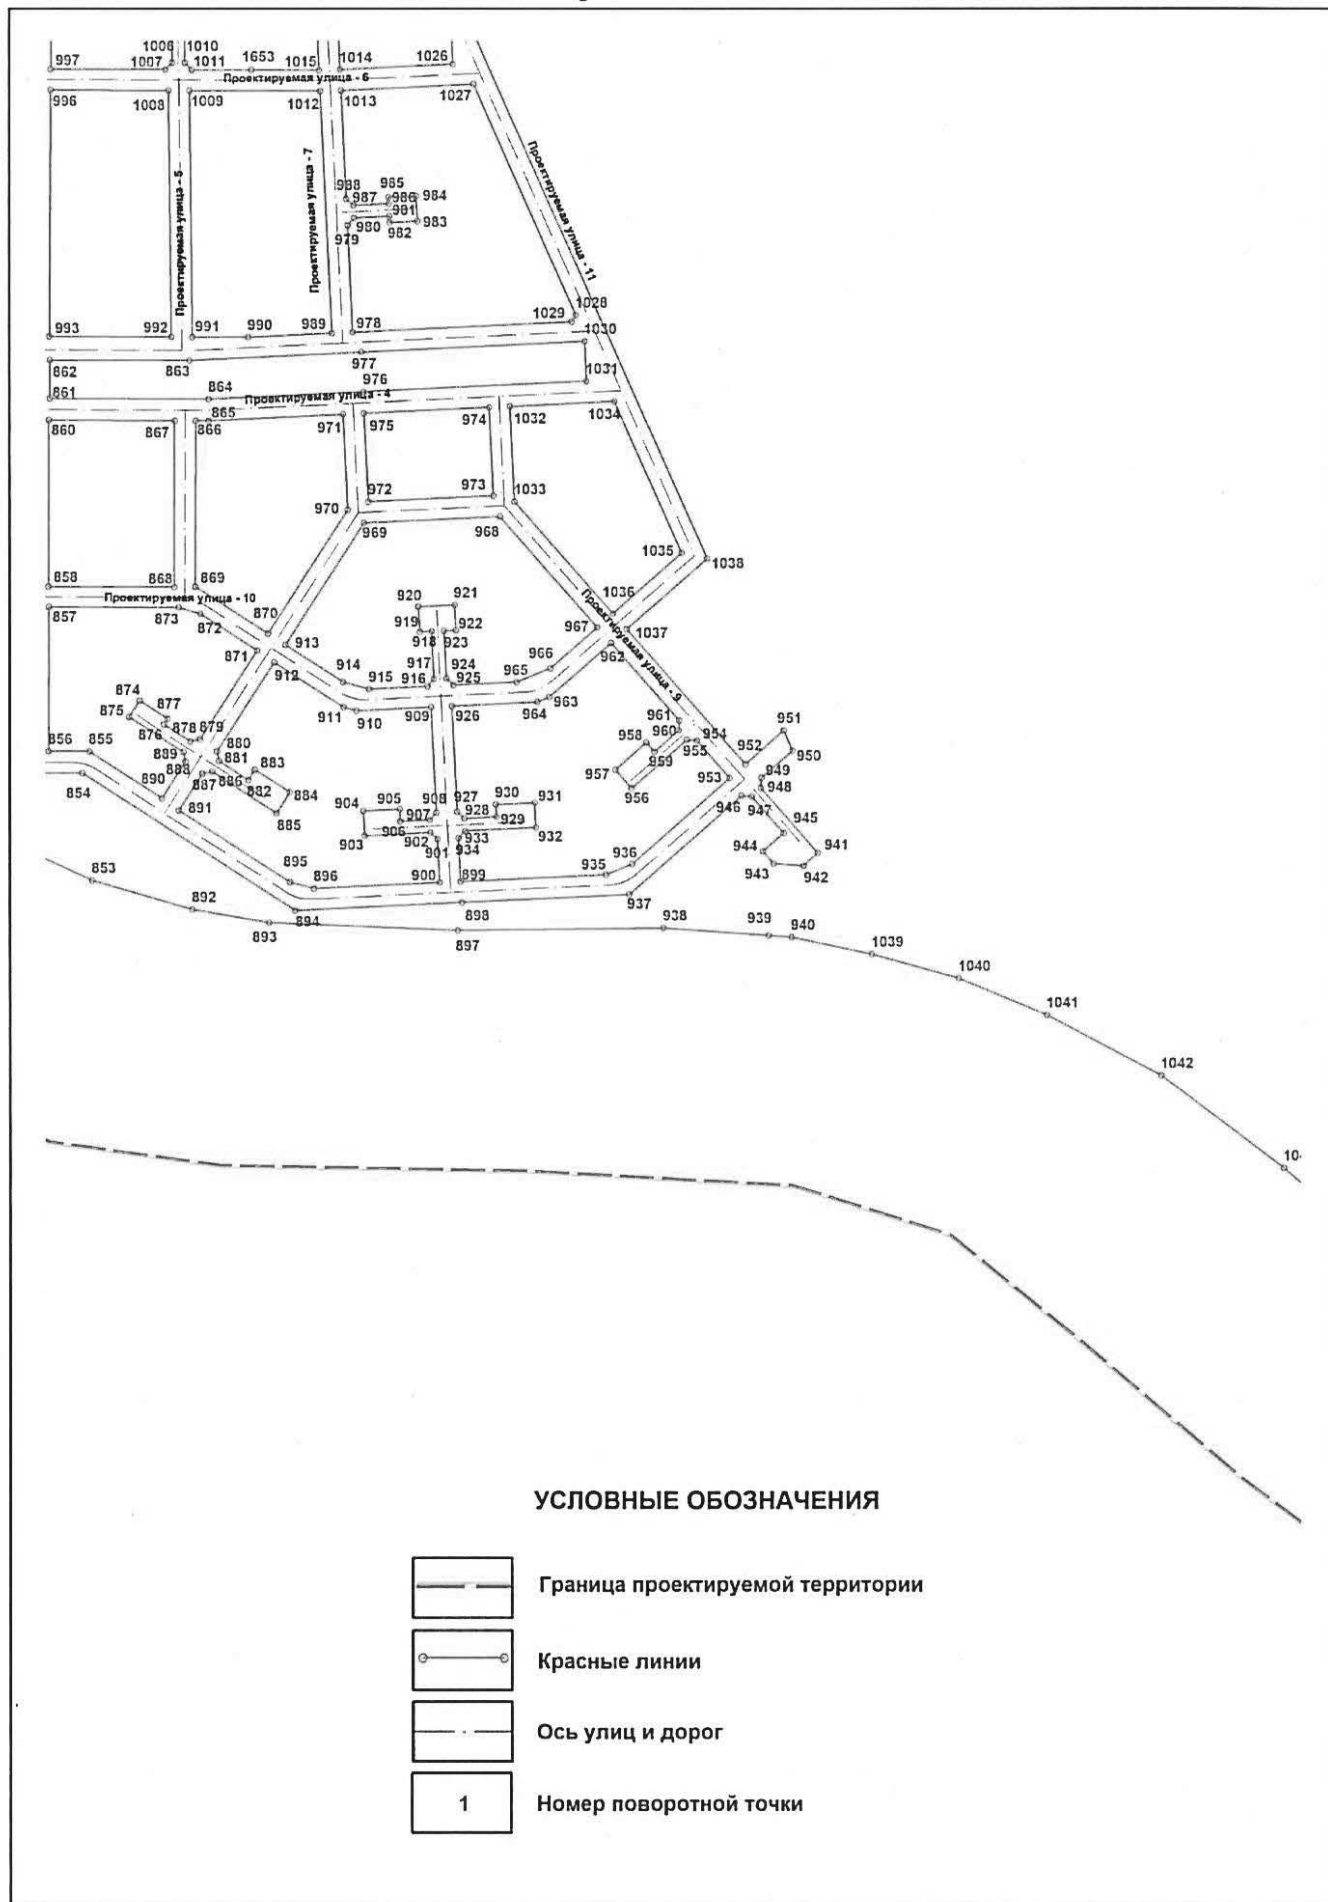 1006 1010
997 1007 1011 1653 1015 1014 1026
Проектируемая улица - 6
996 1008 1009 1012 1013 1027
Проектируемая улица - 5
Проектируемая улица - 7
Проектируемая улица - 11
988 987 985 986 984
981
979 980 982 983
1028
993 992 991 990 989 978 1029 1030
862 863 977
861 864 976 1031
Проектируемая улица - 4
860 867 865 866 971 975 974 1032 1034
972 973 1033
970 969 968
1035 1038
858 868 869 920 921 1036
Проектируемая улица - 10
Проектируемая улица - 9
857 873 872 870 913 919 918 922 923 967 1037
871 912 914 917 924 966 962
915 916 925 965
874 911 910 909 926 964 963
875 877 961 951
876 878 879 958 960 954
856 855 889 880 955 952 950
888 881 883 957 959 949
854 890 887 886 882 884 956 953 948
891 885 904 905 908 927 930 931 946 947 945
907 928 929
903 906 902 933 932
901 934 944 941
943 942
853 895 896 900 899 935 936
892 894 898 937
893 897 938 939 940
1039
1040
1041
1042
УСЛОВНЫЕ ОБОЗНАЧЕНИЯ
Граница проектируемой территории
Красные линии
Ось улиц и дорог
1 Номер поворотной точки